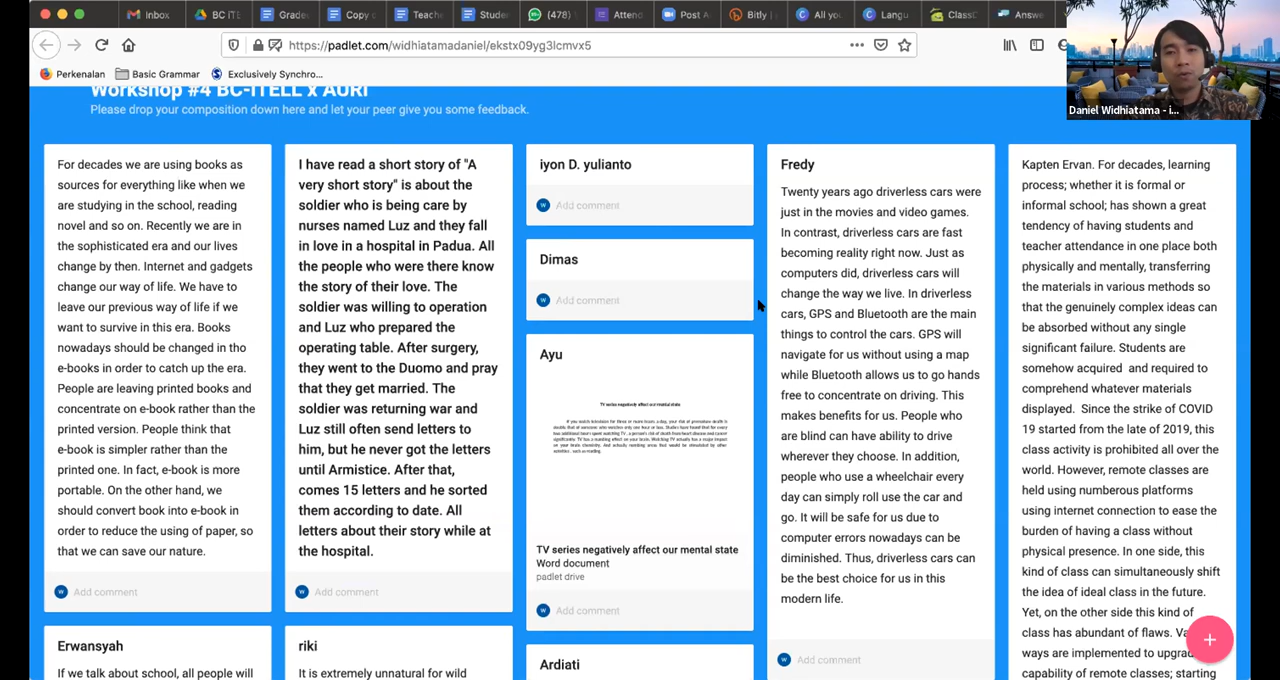 Inbox
BC iTE
Grade
Copy c
Teach
Stude
(478)
Attend
Post A
Bitly |
All you
Langu
ClassD
Answe
https://padlet.com/widhiatamadaniel/ekstx09yg3lcmvx5
Perkenalan
Basic Grammar
Exclusively Synchro...
Daniel Widhiatama - i...
Workshop #4 BC-iTELL x AURI
Please drop your composition down here and let your peer give you some feedback.
For decades we are using books as
sources for everything like when we
are studying in the school, reading
novel and so on. Recently we are in
the sophisticated era and our lives
change by then. Internet and gadgets
change our way of life. We have to
leave our previous way of life if we
want to survive in this era. Books
nowadays should be changed in tho
e-books in order to catch up the era.
People are leaving printed books and
concentrate on e-book rather than the
printed version. People think that
e-book is simpler rather than the
printed one. In fact, e-book is more
portable. On the other hand, we
should convert book into e-book in
order to reduce the using of paper, so
that we can save our nature.
W Add comment
Erwansyah
If we talk about school, all people will
I have read a short story of "A
very short story" is about the
soldier who is being care by
nurses named Luz and they fall
in love in a hospital in Padua. All
the people who were there know
the story of their love. The
soldier was willing to operation
and Luz who prepared the
operating table. After surgery,
they went to the Duomo and pray
that they get married. The
soldier was returning war and
Luz still often send letters to
him, but he never got the letters
until Armistice. After that,
comes 15 letters and he sorted
them according to date. All
letters about their story while at
the hospital.
W Add comment
riki
It is extremely unnatural for wild
iyon D. yulianto
W Add comment
Dimas
W Add comment
Ayu
TV series negatively affect our mental state
TV series negatively affect our mental state
Word document
padlet drive
W Add comment
Ardiati
Fredy
Twenty years ago driverless cars were
just in the movies and video games.
In contrast, driverless cars are fast
becoming reality right now. Just as
computers did, driverless cars will
change the way we live. In driverless
cars, GPS and Bluetooth are the main
things to control the cars. GPS will
navigate for us without using a map
while Bluetooth allows us to go hands
free to concentrate on driving. This
makes benefits for us. People who
are blind can have ability to drive
wherever they choose. In addition,
people who use a wheelchair every
day can simply roll use the car and
go. It will be safe for us due to
computer errors nowadays can be
diminished. Thus, driverless cars can
be the best choice for us in this
modern life.
W Add comment
Kapten Ervan. For decades, learning
process; whether it is formal or
informal school; has shown a great
tendency of having students and
teacher attendance in one place both
physically and mentally, transferring
the materials in various methods so
that the genuinely complex ideas can
be absorbed without any single
significant failure. Students are
somehow acquired and required to
comprehend whatever materials
displayed. Since the strike of COVID
19 started from the late of 2019, this
class activity is prohibited all over the
world. However, remote classes are
held using numberous platforms
using internet connection to ease the
burden of having a class without
physical presence. In one side, this
kind of class can simultaneously shift
the idea of ideal class in the future.
Yet, on the other side this kind of
class has abundant of flaws. Va
ways are implemented to upgrad
capability of remote classes; starting